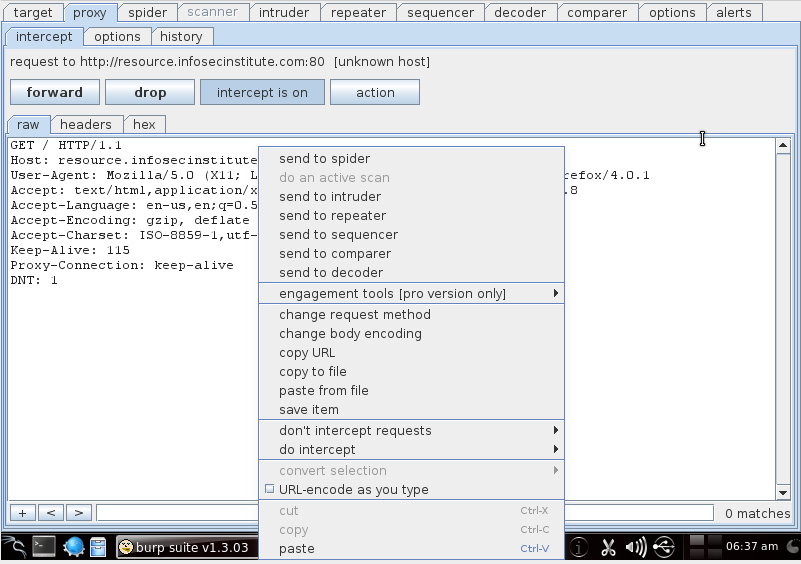 target proxy spider scanner intruder repeater sequencer decoder comparer options alerts
intercept options history
request to http://resource.infosecinstitute.com:80 [unknown host]
forward drop intercept is on action
raw headers hex
GET / HTTP/1.1
Host: resource.infosecinstitute
User-Agent: Mozilla/5.0 (X11; L refox/4.0.1
Accept: text/html,application/x .8
Accept-Language: en-us,en;q=0.5
Accept-Encoding: gzip, deflate
Accept-Charset: ISO-8859-1,utf-
Keep-Alive: 115
Proxy-Connection: keep-alive
DNT: 1
send to spider
do an active scan
send to intruder
send to repeater
send to sequencer
send to comparer
send to decoder
engagement tools [pro version only]
change request method
change body encoding
copy URL
copy to file
paste from file
save item
don't intercept requests
do intercept
convert selection
URL-encode as you type
cut Ctrl-X
copy Ctrl-C
paste Ctrl-V
+ < > 0 matches
burp suite v1.3.03 06:37 am